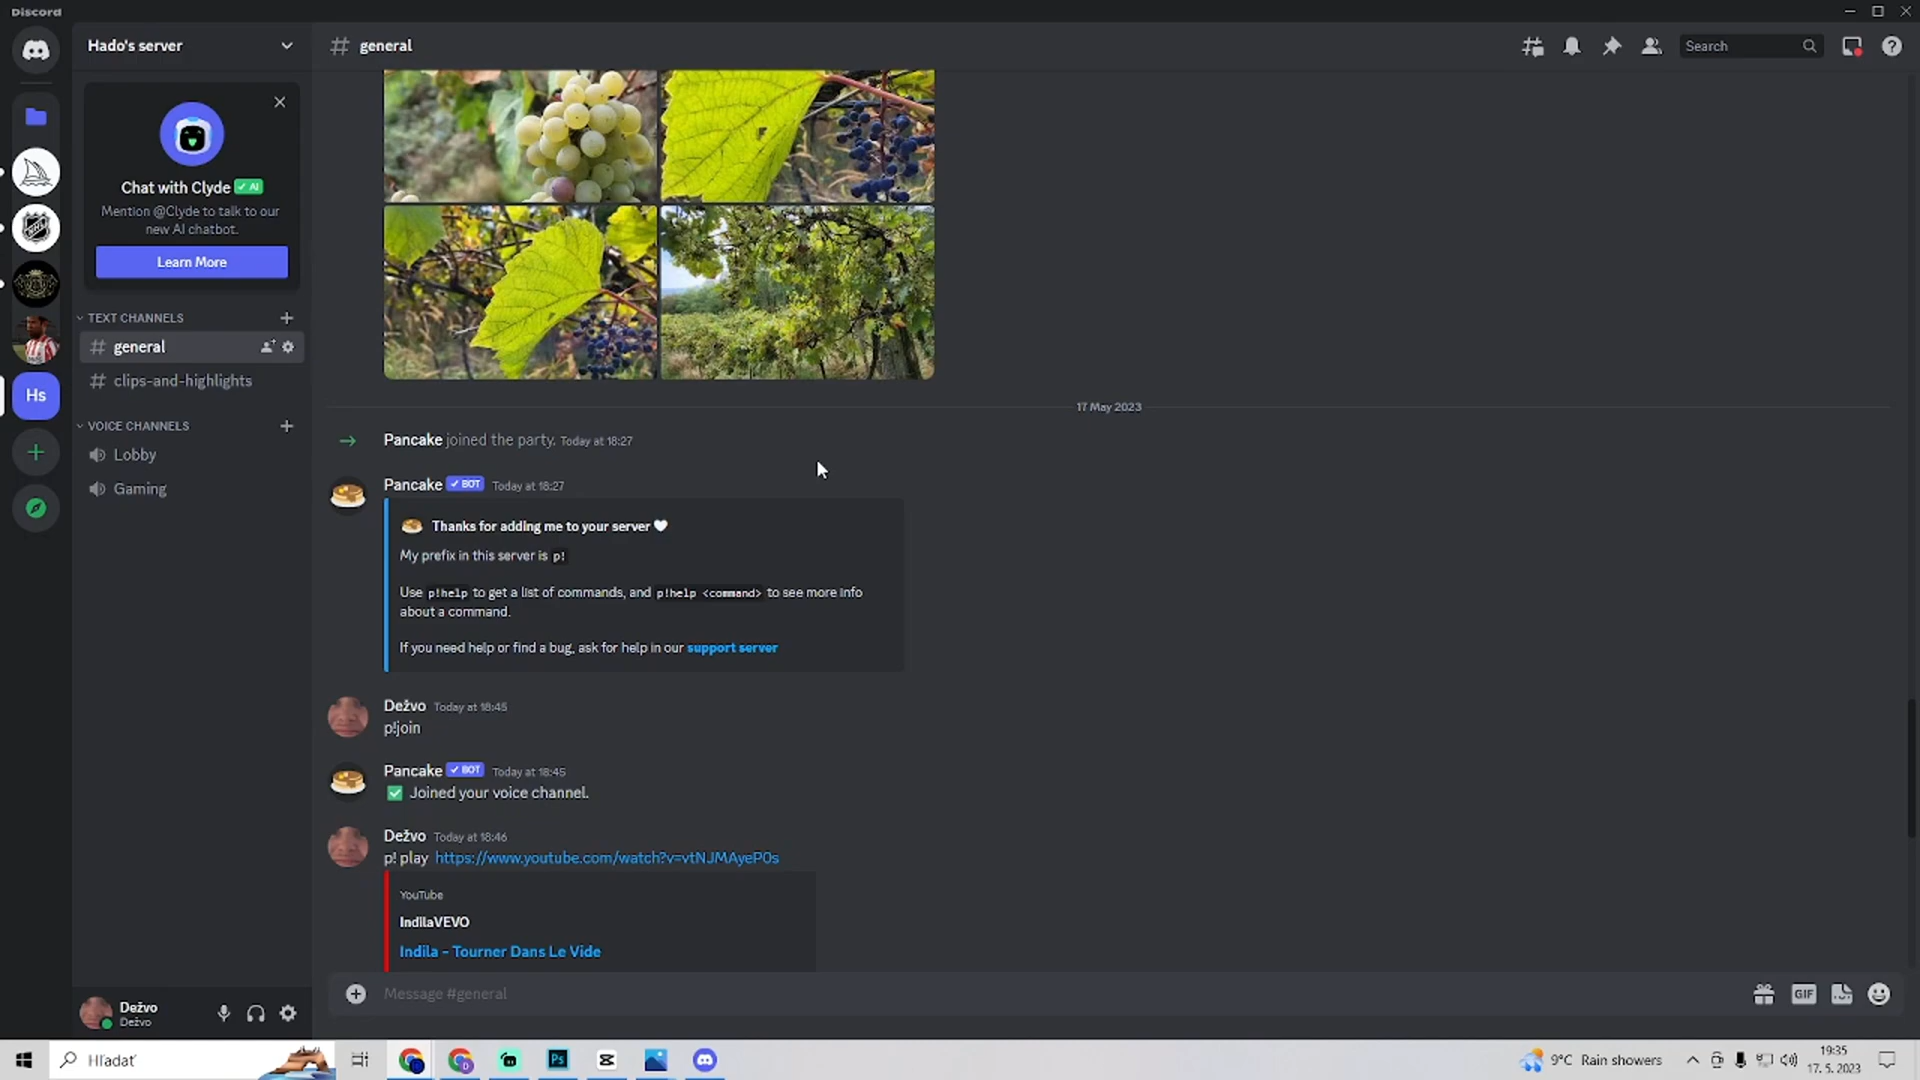 Discord
Hado's server
# general
Search
Chat with Clyde ✓ AI
Mention @Clyde to talk to our
new AI chatbot.
Learn More
TEXT CHANNELS
# general
# clips-and-highlights
Hs
VOICE CHANNELS
Lobby
Gaming
17 May 2023
Pancake joined the party. Today at 18:27
Pancake ✓ BOT Today at 18:27
Thanks for adding me to your server
My prefix in this server is p!
Use p!help to get a list of commands, and p!help <command> to see more info
about a command.
If you need help or find a bug, ask for help in our support server
Dežvo Today at 18:45
p!join
Pancake ✓ BOT Today at 18:45
Joined your voice channel.
Dežvo Today at 18:46
p! play https://www.youtube.com/watch?v=vtNJMAyeP0s
YouTube
IndilaVEVO
Indila - Tourner Dans Le Vide
Message #general
GIF
Dežvo
Dežvo
Hľadať
Ps
9°C Rain showers
19:35
17. 5. 2023